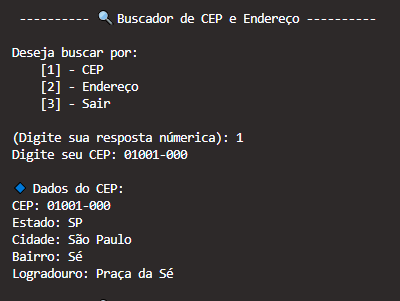 ---------- 🔍 Buscador de CEP e Endereço ----------
Deseja buscar por:
[1] - CEP
[2] - Endereço
[3] - Sair
(Digite sua resposta númerica): 1
Digite seu CEP: 01001-000
🔹 Dados do CEP:
CEP: 01001-000
Estado: SP
Cidade: São Paulo
Bairro: Sé
Logradouro: Praça da Sé